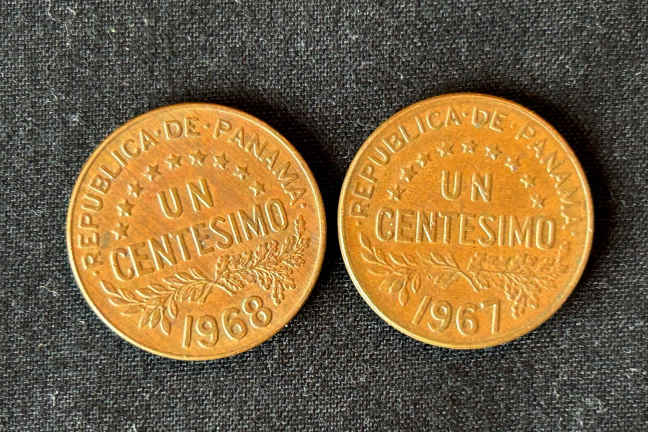 ·REPUBLICA·DE·PANAMA·
UN
CENTESIMO
1968
·REPUBLICA·DE·PANAMA·
UN
CENTESIMO
1967